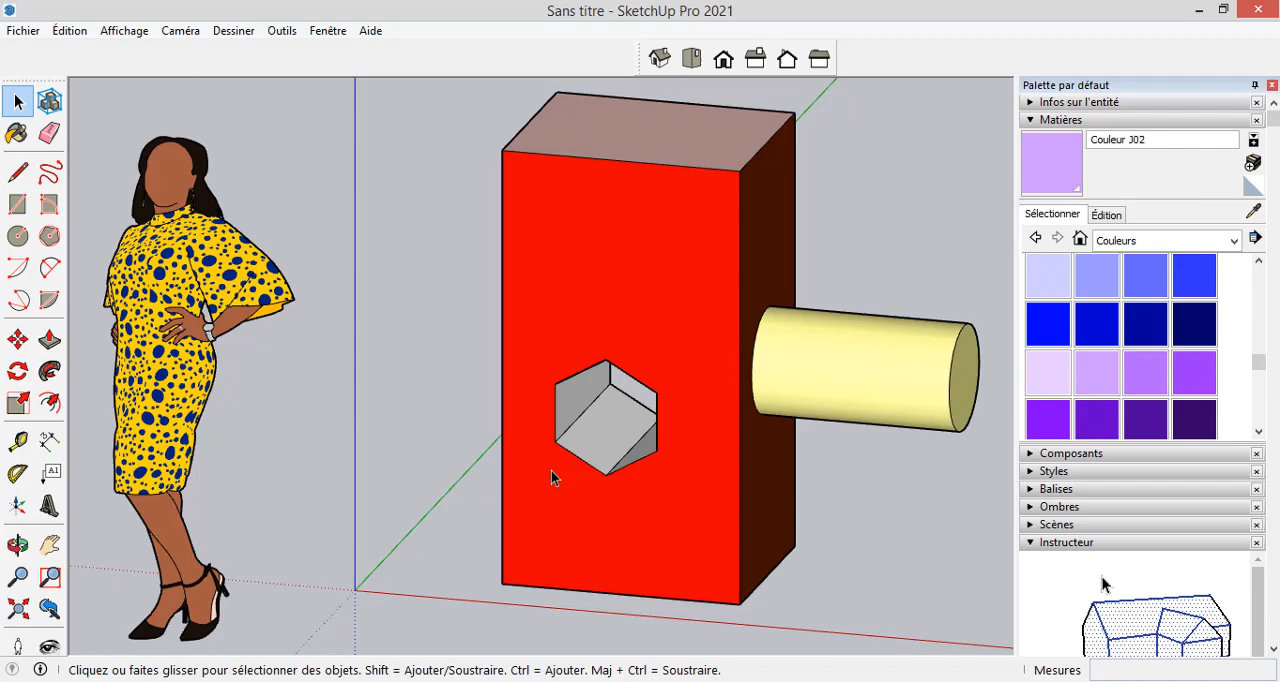 Sans titre - SketchUp Pro 2021
Fichier Édition Affichage Caméra Dessiner Outils Fenêtre Aide
Palette par défaut
Infos sur l'entité
Matières
Couleur J02
Sélectionner Édition
Couleurs
A1
Composants
Styles
Balises
Ombres
Scènes
Instructeur
Cliquez ou faites glisser pour sélectionner des objets. Shift = Ajouter/Soustraire. Ctrl = Ajouter. Maj + Ctrl = Soustraire.
Mesures